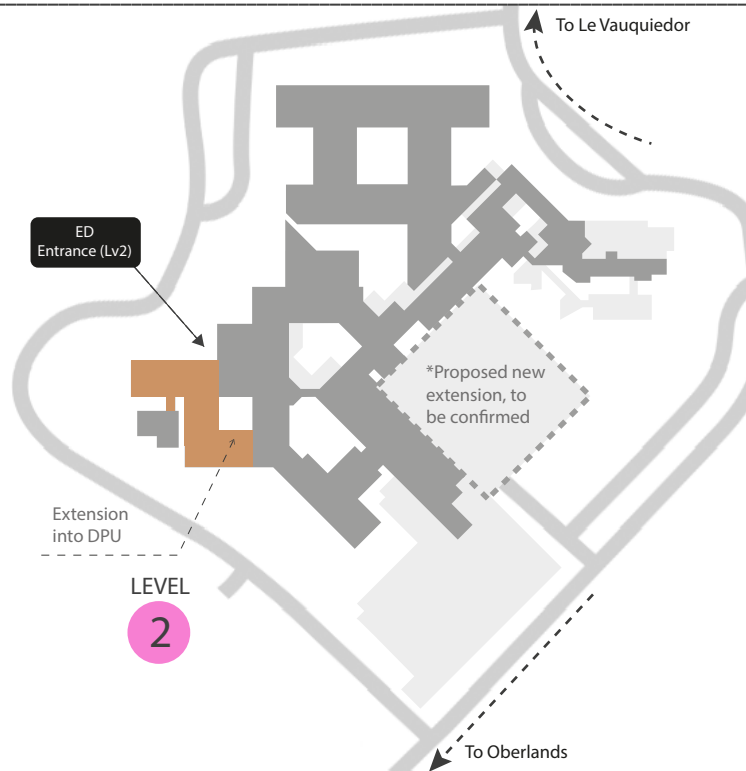 To Le Vauquiedor
ED
Entrance (Lv2)
*Proposed new
extension, to
be confirmed
Extension
into DPU
LEVEL
2
To Oberlands